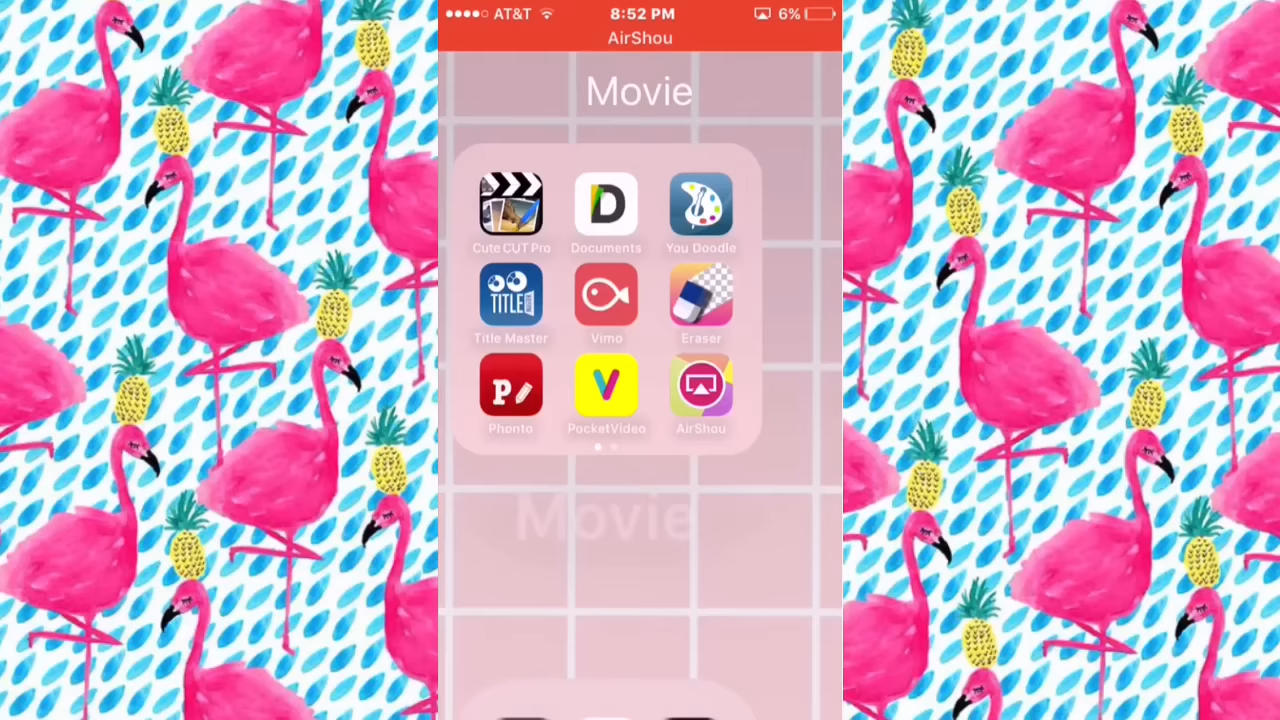 AT&T 8:52 PM 6%
AirShou
Movie
D
Cute CUT Pro Documents You Doodle
TITLE
Title Master Vimo Eraser
P V
Phonto PocketVideo AirShou
Movie